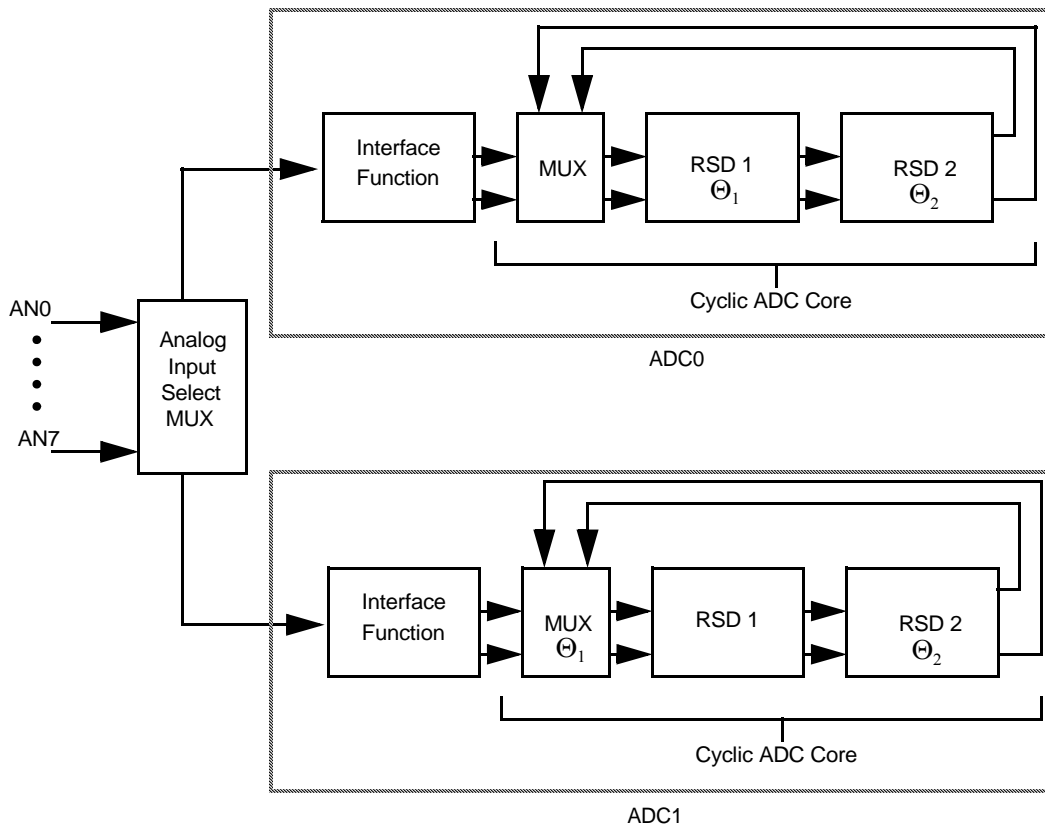 Interface
Function
MUX
RSD 1
Θ1
RSD 2
Θ2
Cyclic ADC Core
ADC0
AN0
AN7
Analog
Input
Select
MUX
Interface
Function
MUX
Θ1
RSD 1
RSD 2
Θ2
Cyclic ADC Core
ADC1